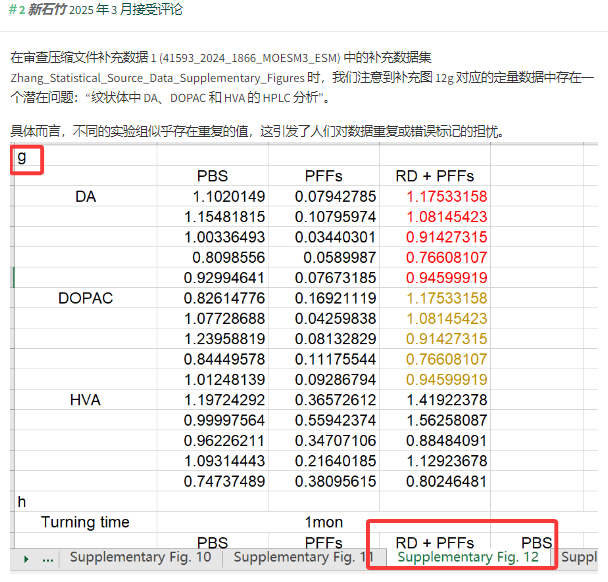 #2 新石竹 2025 年 3 月接受评论
在审查压缩文件补充数据 1 (41593_2024_1866_MOESM3_ESM) 中的补充数据集
Zhang_Statistical_Source_Data_Supplementary_Figures 时，我们注意到补充图 12g 对应的定量数据中存在一
个潜在问题：“纹状体中 DA、DOPAC 和 HVA 的 HPLC 分析”。
具体而言，不同的实验组似乎存在重复的值，这引发了人们对数据重复或错误标记的担忧。
g
PBS PFFs RD + PFFs
DA 1.1020149 0.07942785 1.17533158
1.15481815 0.10795974 1.08145423
1.00336493 0.03440301 0.91427315
0.8098556 0.0589987 0.76608107
0.92994641 0.07673185 0.94599919
DOPAC 0.82614776 0.16921119 1.17533158
1.07728688 0.04259838 1.08145423
1.23958819 0.08132829 0.91427315
0.84449578 0.11175544 0.76608107
1.01248139 0.09286794 0.94599919
HVA 1.19724292 0.36572612 1.41922378
0.99997564 0.55942374 1.56258087
0.96226211 0.34707106 0.88484091
1.09314443 0.21640185 1.12923678
0.74737489 0.38095615 0.80246481
h
Turning time 1mon
PBS PFFs RD + PFFs PBS
... Supplementary Fig. 10 Supplementary Fig. 11 Supplementary Fig. 12 Suppl